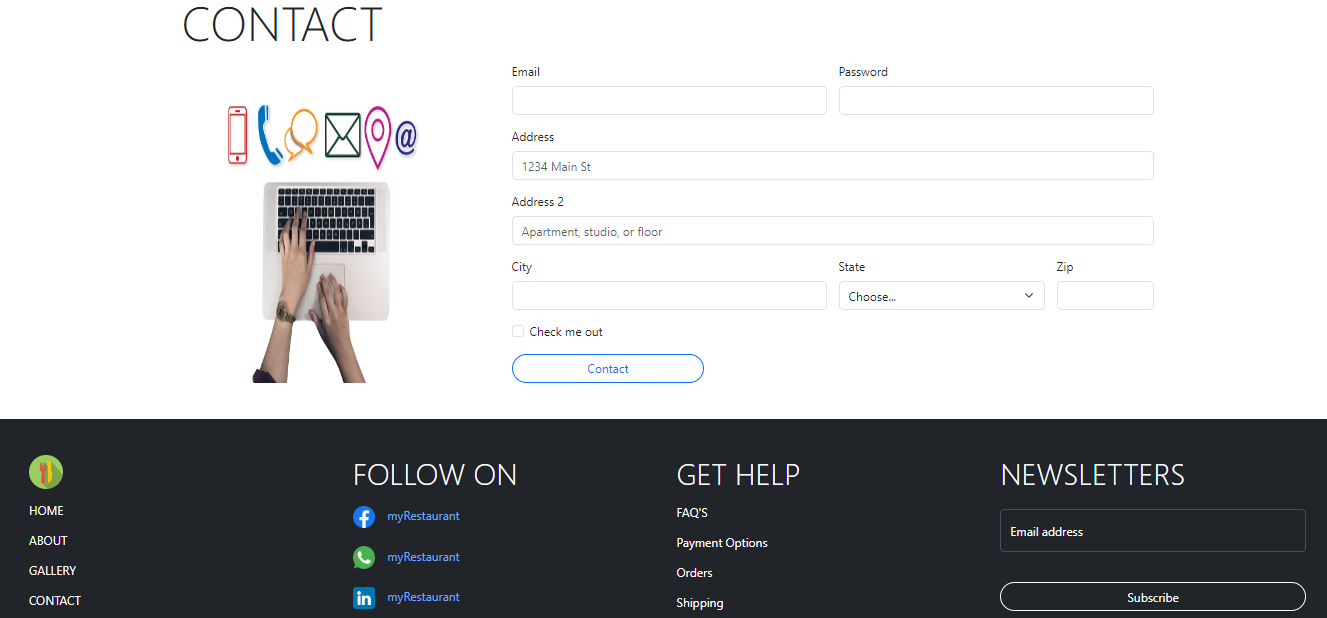 CONTACT
Email
Password
@
Address
1234 Main St
Address 2
Apartment, studio, or floor
City
State
Zip
Choose...
Check me out
Contact
HOME
ABOUT
GALLERY
CONTACT
FOLLOW ON
myRestaurant
myRestaurant
in
myRestaurant
GET HELP
FAQ'S
Payment Options
Orders
Shipping
NEWSLETTERS
Email address
Subscribe